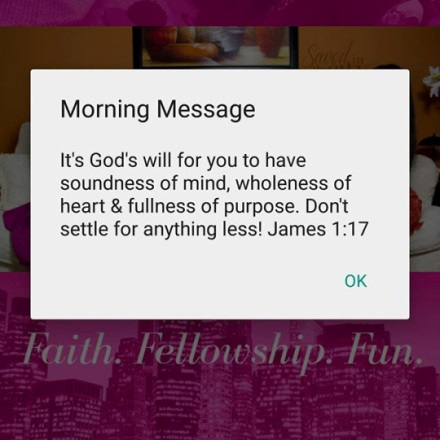 Saved
Morning Message
It's God's will for you to have
soundness of mind, wholeness of
heart & fullness of purpose. Don't
settle for anything less! James 1:17
OK
Faith. Fellowship. Fun.